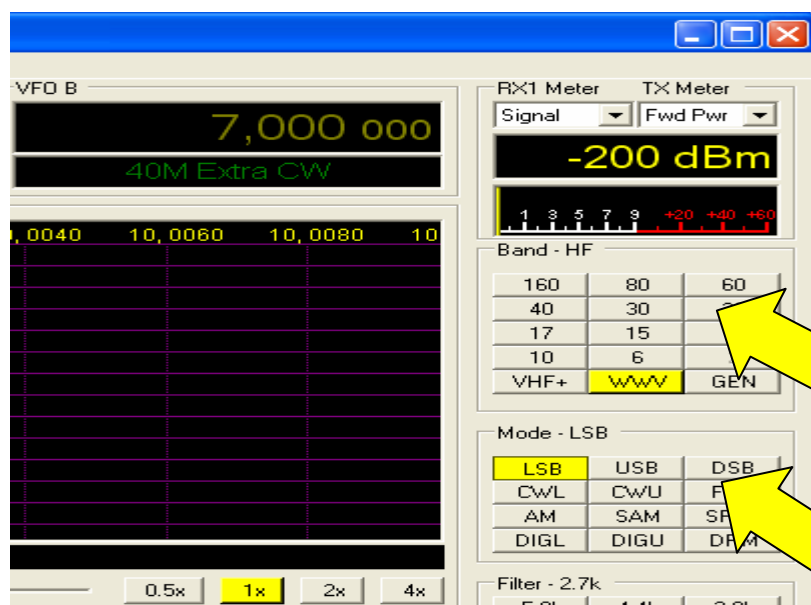 VFO B
7,000 000
40M Extra CW
RX1 Meter TX Meter
Signal Fwd Pwr
-200 dBm
1 3 5 7 9 +20 +40 +60
0040 10,0060 10,0080 10
Band - HF
160 80 60
40 30
17 15
10 6
VHF+ WWV GEN
Mode - LSB
LSB USB DSB
CWL CWU
AM SAM
DIGL DIGU
0.5x 1x 2x 4x
Filter - 2.7k